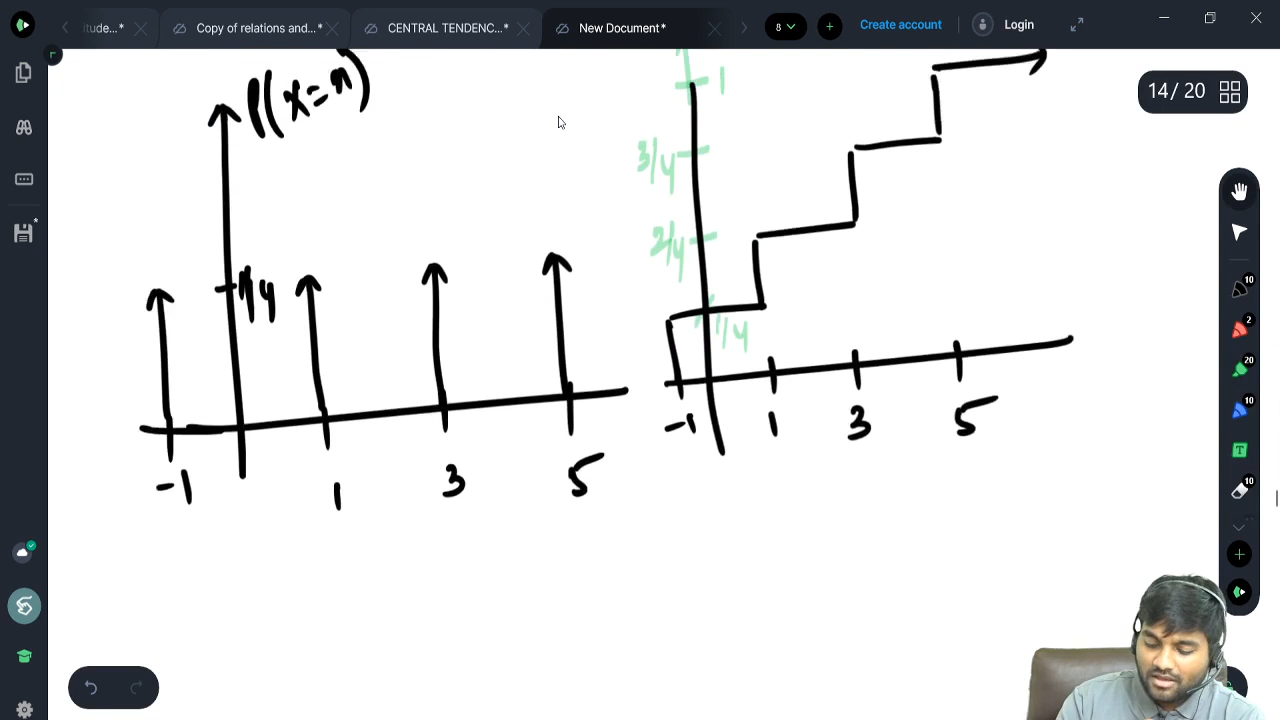 itude...*
Copy of relations and...*
CENTRAL TENDENC...*
New Document*
8
Create account
Login
14/ 20
P(x=x)
1/4
-1
1
3
5
1
3/4
2/4
1/4
-1
1
3
5
10
2
20
10
T
10